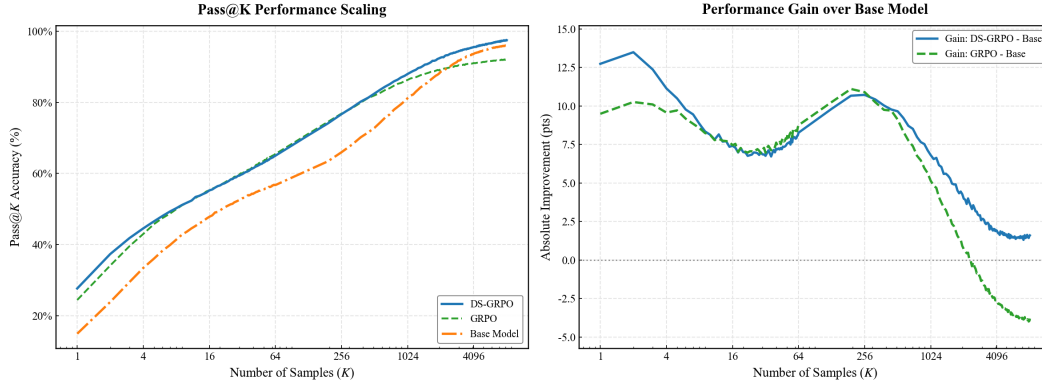 Pass@K Performance Scaling
Pass@K Accuracy (%)
100%
80%
60%
40%
20%
DS-GRPO
GRPO
Base Model
1 4 16 64 256 1024 4096
Number of Samples (K)
Performance Gain over Base Model
Absolute Improvement (pts)
15.0
12.5
10.0
7.5
5.0
2.5
0.0
-2.5
-5.0
Gain: DS-GRPO - Base
Gain: GRPO - Base
1 4 16 64 256 1024 4096
Number of Samples (K)